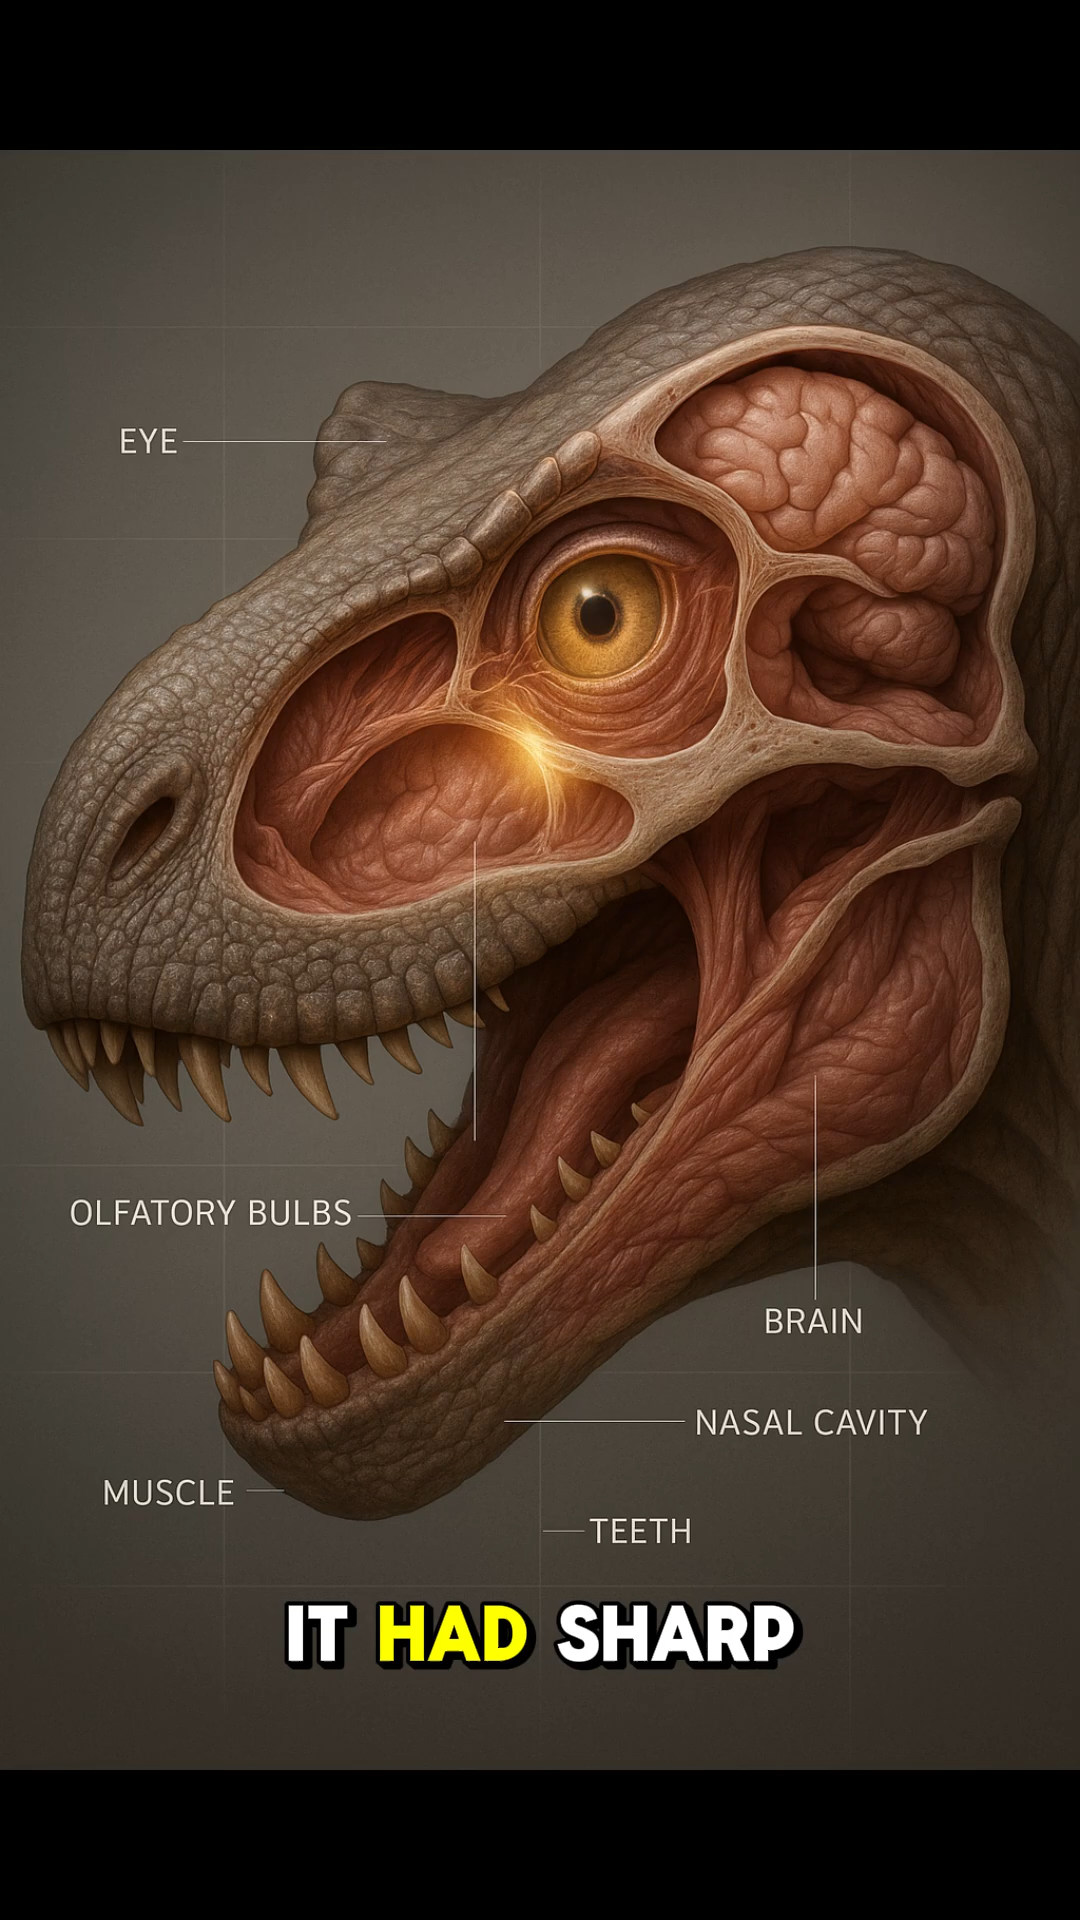 EYE
OLFATORY BULBS
BRAIN
NASAL CAVITY
MUSCLE
TEETH
IT HAD SHARP